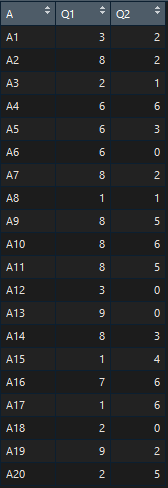 A Q1 Q2
A1 3 2
A2 8 2
A3 2 1
A4 6 6
A5 6 3
A6 6 0
A7 8 2
A8 1 1
A9 8 5
A10 8 6
A11 8 5
A12 3 0
A13 9 0
A14 8 3
A15 1 4
A16 7 6
A17 1 6
A18 2 0
A19 9 2
A20 2 5